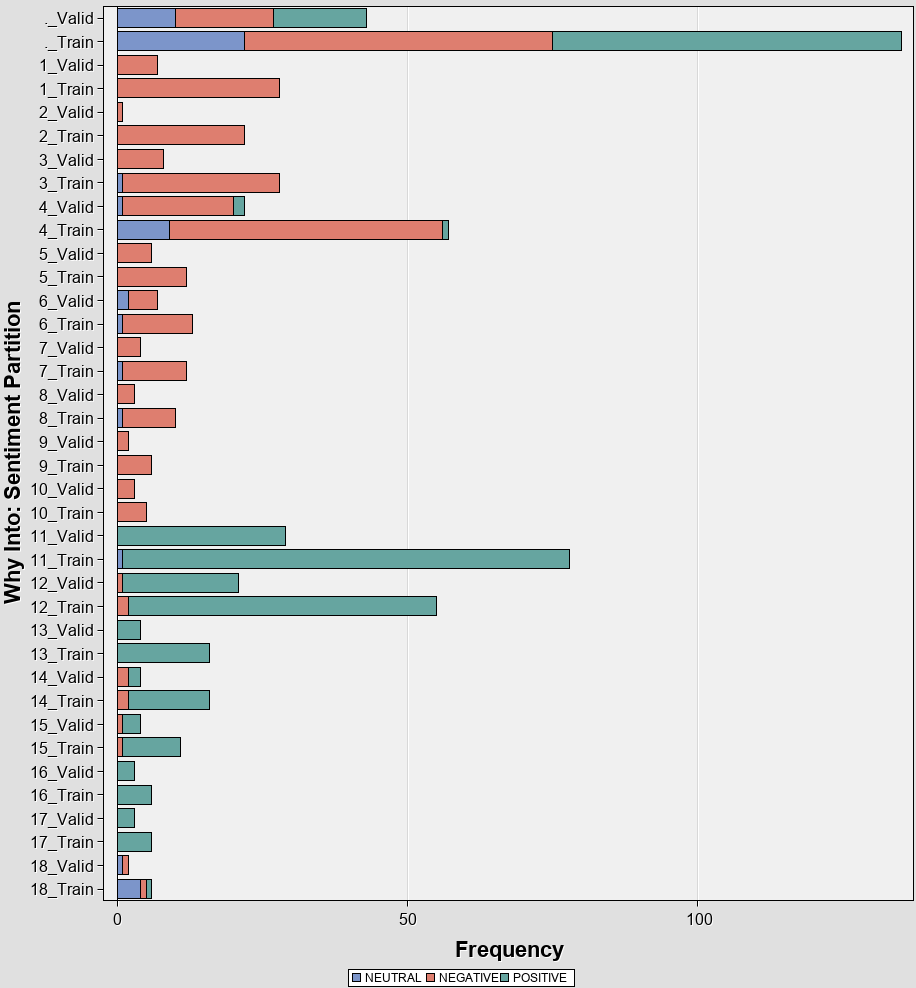 ._Valid
._Train
1_Valid
1_Train
2_Valid
2_Train
3_Valid
3_Train
4_Valid
4_Train
5_Valid
5_Train
6_Valid
6_Train
7_Valid
7_Train
8_Valid
8_Train
9_Valid
9_Train
10_Valid
10_Train
11_Valid
11_Train
12_Valid
12_Train
13_Valid
13_Train
14_Valid
14_Train
15_Valid
15_Train
16_Valid
16_Train
17_Valid
17_Train
18_Valid
18_Train
Why Into: Sentiment Partition
0 50 100
Frequency
NEUTRAL NEGATIVE POSITIVE